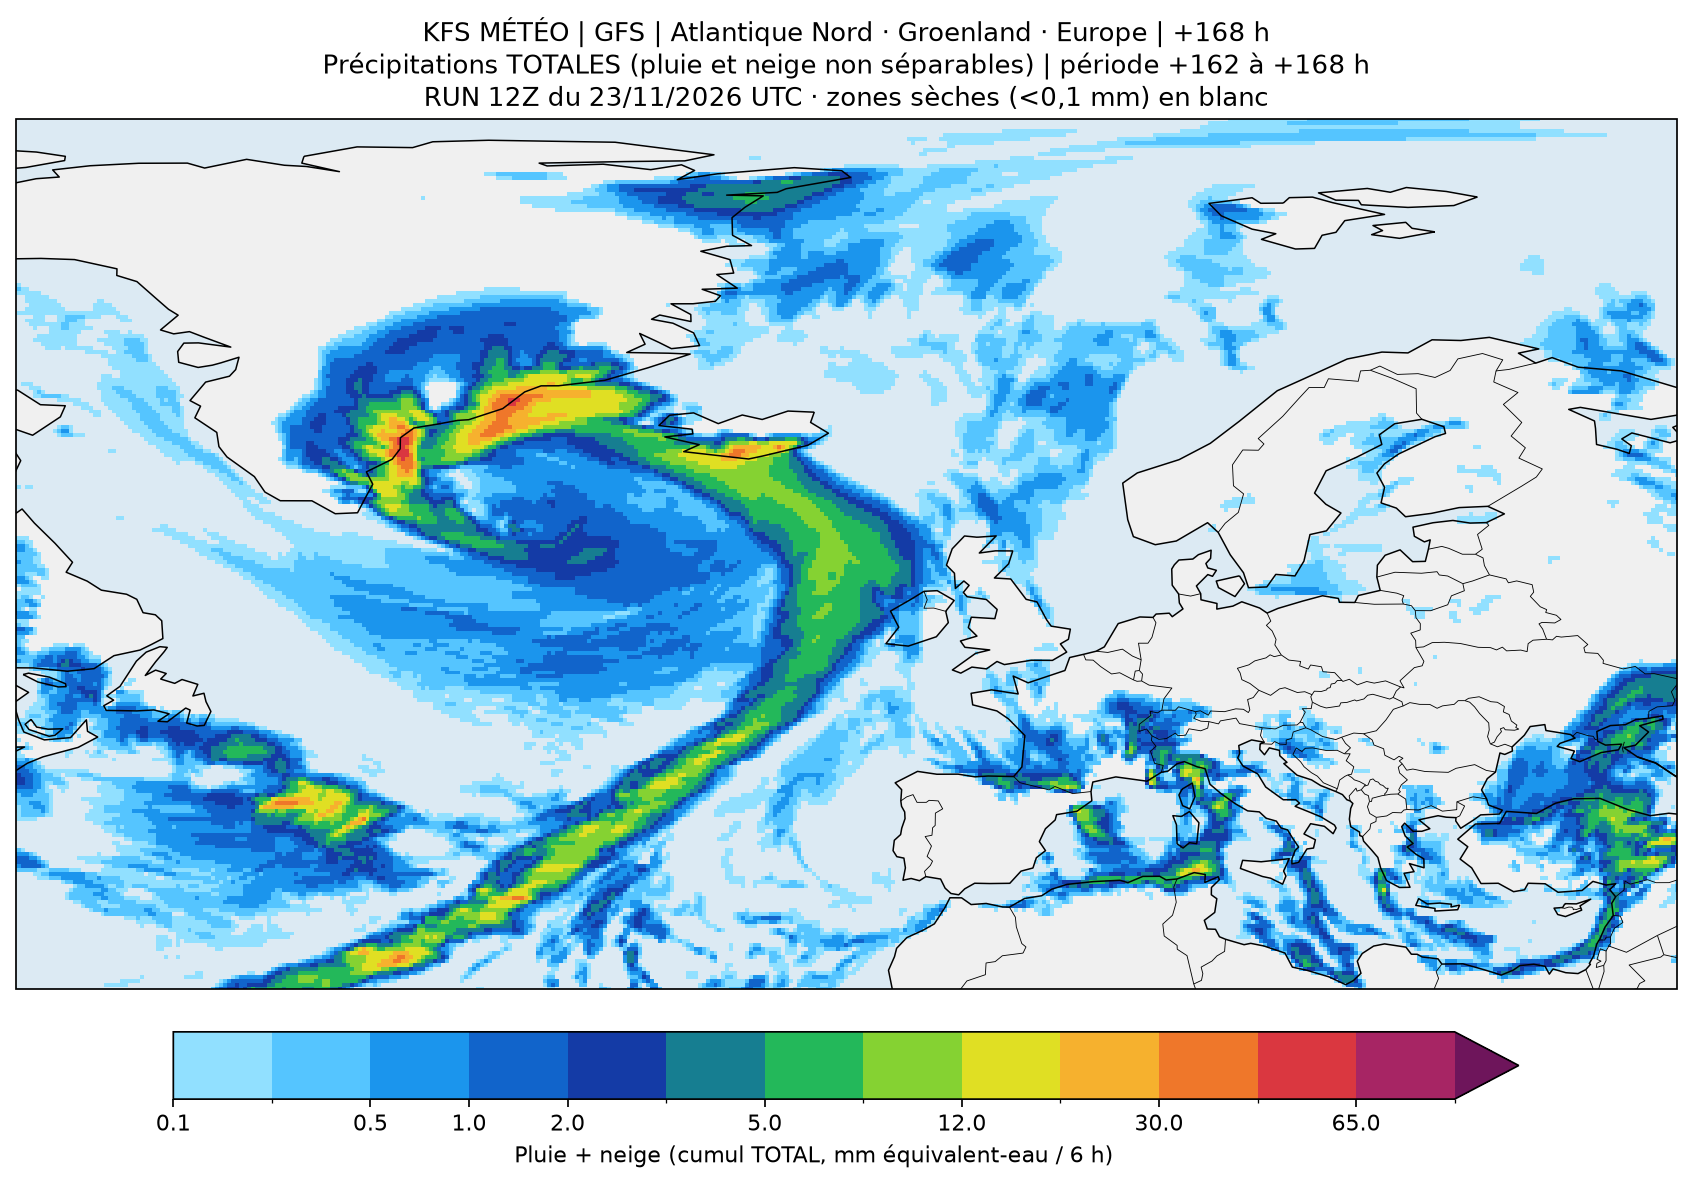 KFS MÉTÉO | GFS | Atlantique Nord · Groenland · Europe | +168 h
Précipitations TOTALES (pluie et neige non séparables) | période +162 à +168 h
RUN 12Z du 23/11/2026 UTC · zones sèches (<0,1 mm) en blanc
0.1 0.5 1.0 2.0 5.0 12.0 30.0 65.0
Pluie + neige (cumul TOTAL, mm équivalent-eau / 6 h)